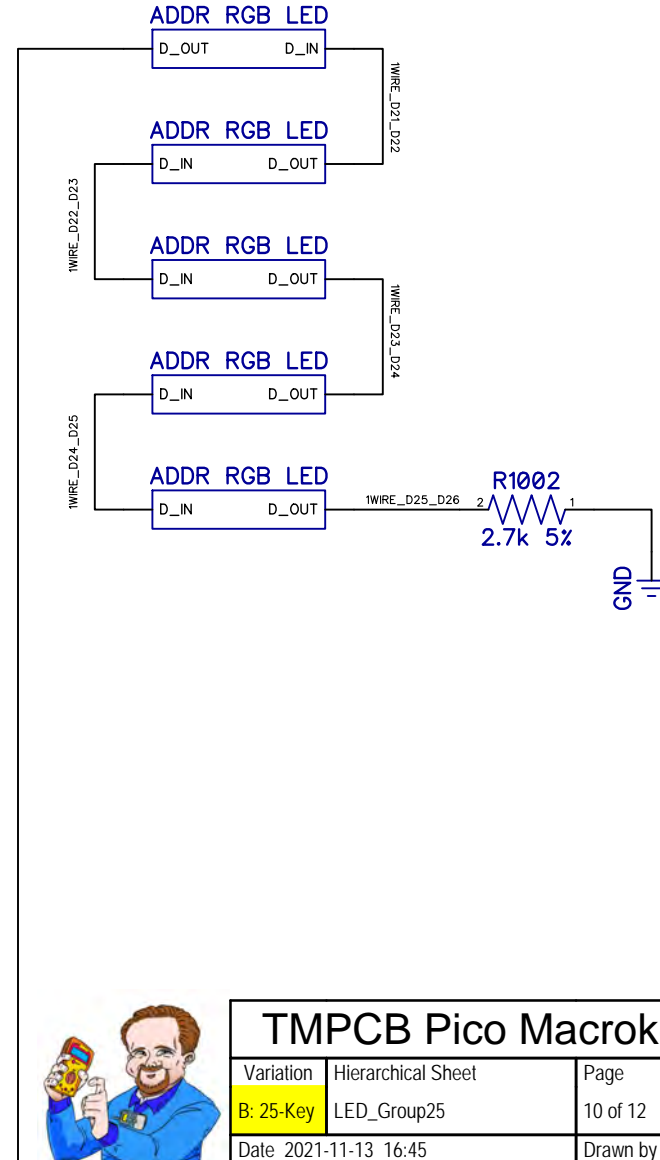 ADDR RGB LED
D_OUT D_IN
1WIRE_D21_D22
ADDR RGB LED
D_IN D_OUT
1WIRE_D22_D23
ADDR RGB LED
D_IN D_OUT
1WIRE_D23_D24
ADDR RGB LED
D_IN D_OUT
1WIRE_D24_D25
ADDR RGB LED
D_IN D_OUT
1WIRE_D25_D26
R1002
2 1
2.7k 5%
GND
TMPCB Pico Macrok
Variation Hierarchical Sheet Page
B: 25-Key LED_Group25 10 of 12
Date 2021-11-13 16:45 Drawn by